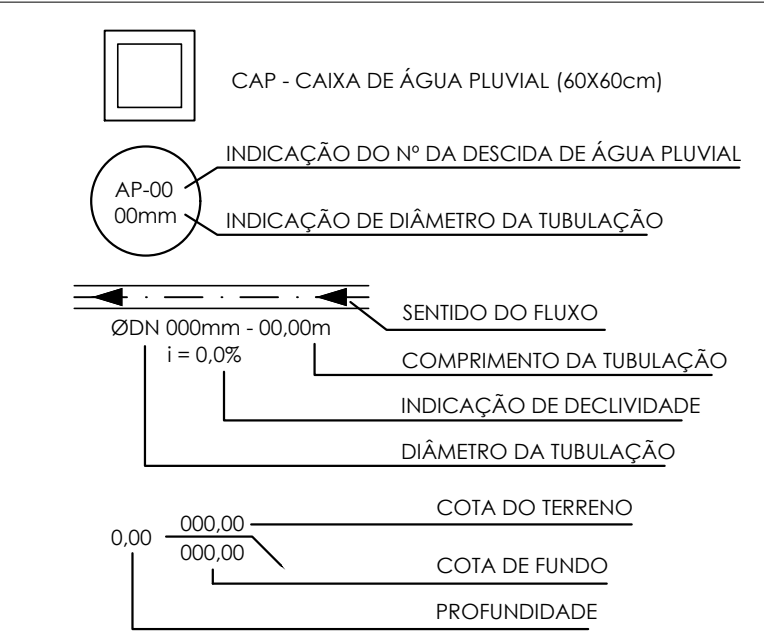 CAP - CAIXA DE ÁGUA PLUVIAL (60X60cm)
INDICAÇÃO DO Nº DA DESCIDA DE ÁGUA PLUVIAL
AP-00
00mm
INDICAÇÃO DE DIÂMETRO DA TUBULAÇÃO
SENTIDO DO FLUXO
ØDN 000mm - 00,00m
i = 0,0%
COMPRIMENTO DA TUBULAÇÃO
INDICAÇÃO DE DECLIVIDADE
DIÂMETRO DA TUBULAÇÃO
COTA DO TERRENO
000,00
0,00
000,00
COTA DE FUNDO
PROFUNDIDADE